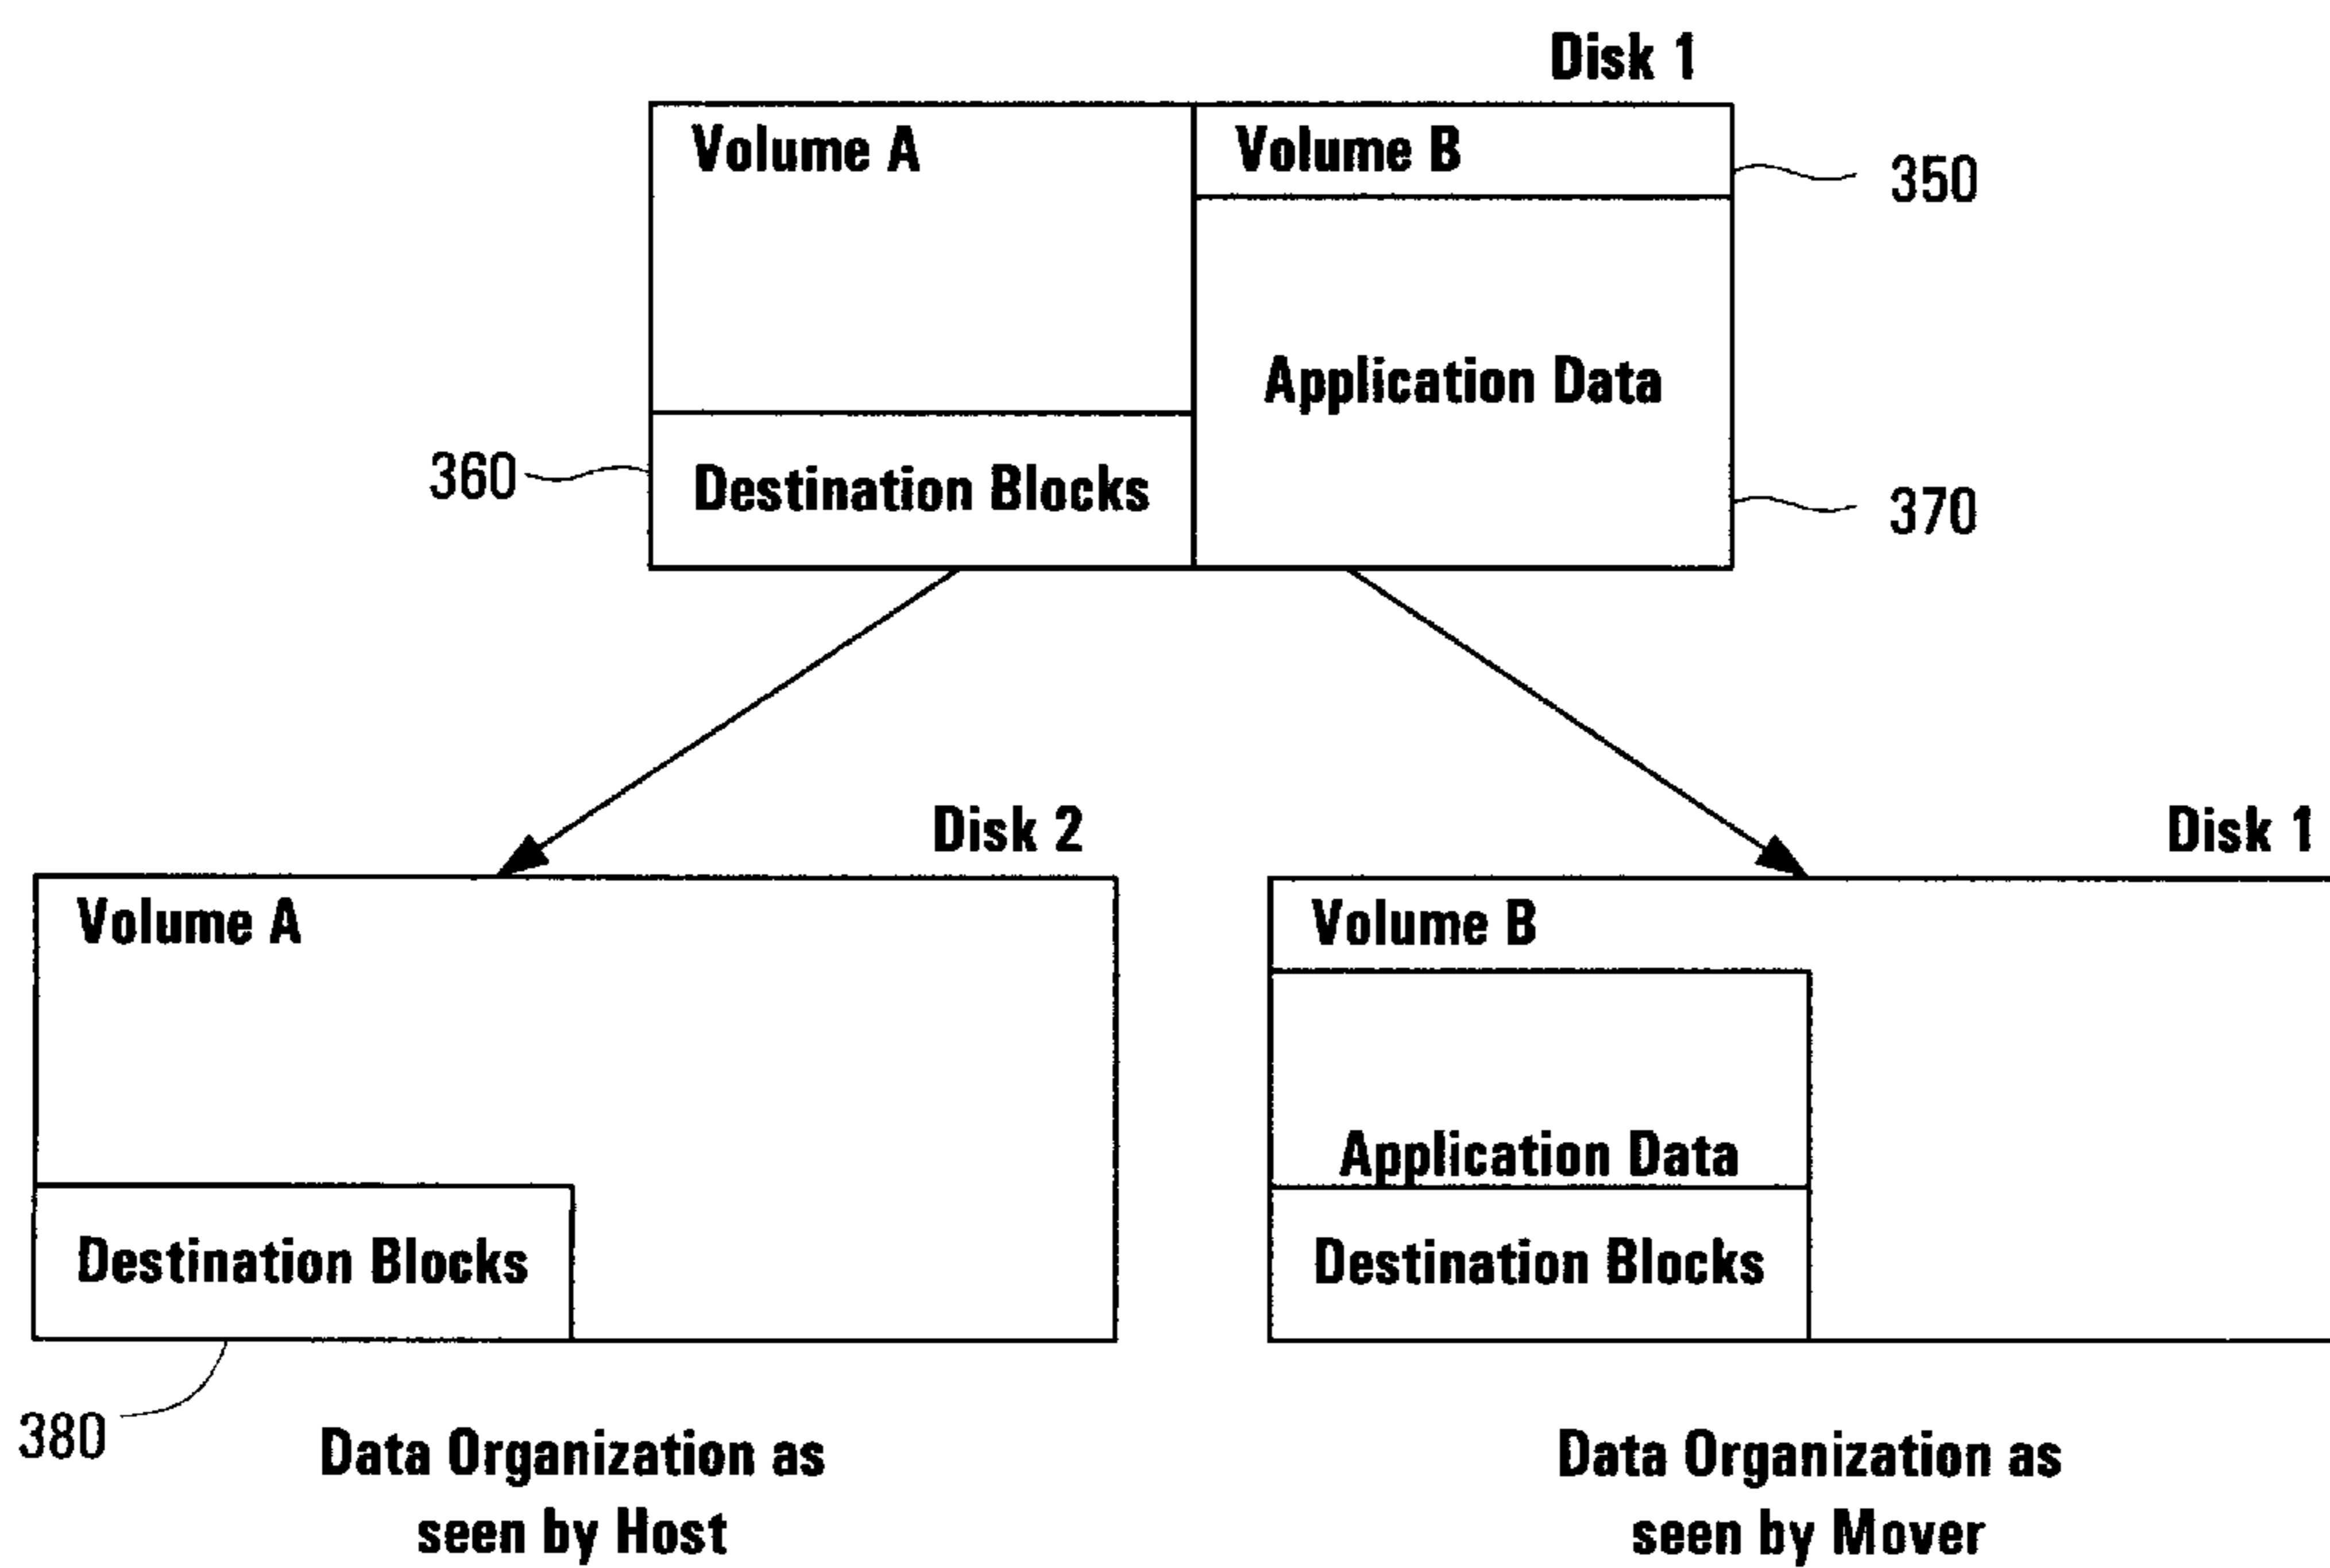 Disk 1
Volume A
Volume B
350
Application Data
360
Destination Blocks
370
Disk 2
Disk 1
Volume A
Volume B
Application Data
Destination Blocks
Destination Blocks
380
Data Organization as
seen by Host
Data Organization as
seen by Mover